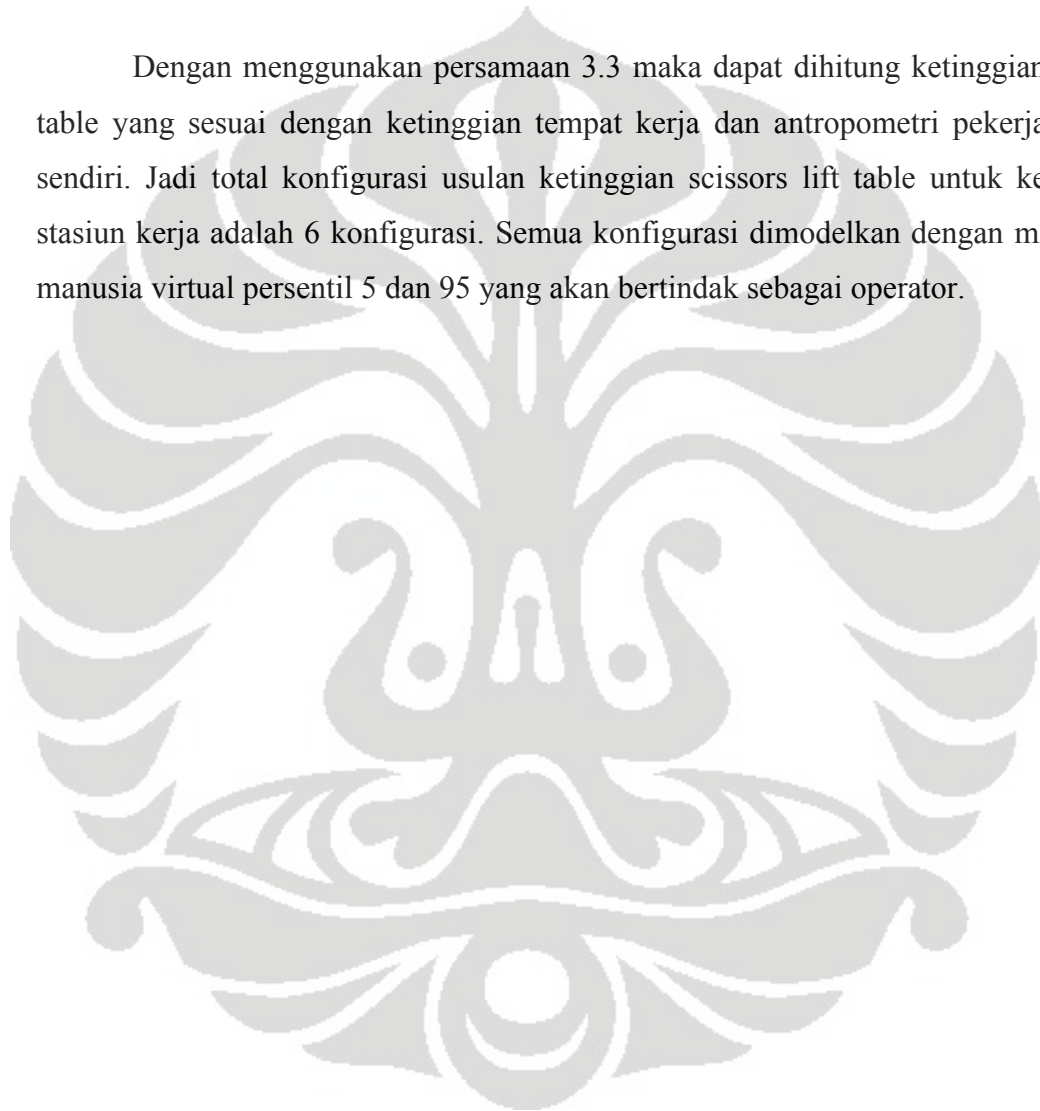 Dengan menggunakan persamaan 3.3 maka dapat dihitung ketinggian
table yang sesuai dengan ketinggian tempat kerja dan antropometri pekerja
sendiri. Jadi total konfigurasi usulan ketinggian scissors lift table untuk ke
stasiun kerja adalah 6 konfigurasi. Semua konfigurasi dimodelkan dengan m
manusia virtual persentil 5 dan 95 yang akan bertindak sebagai operator.